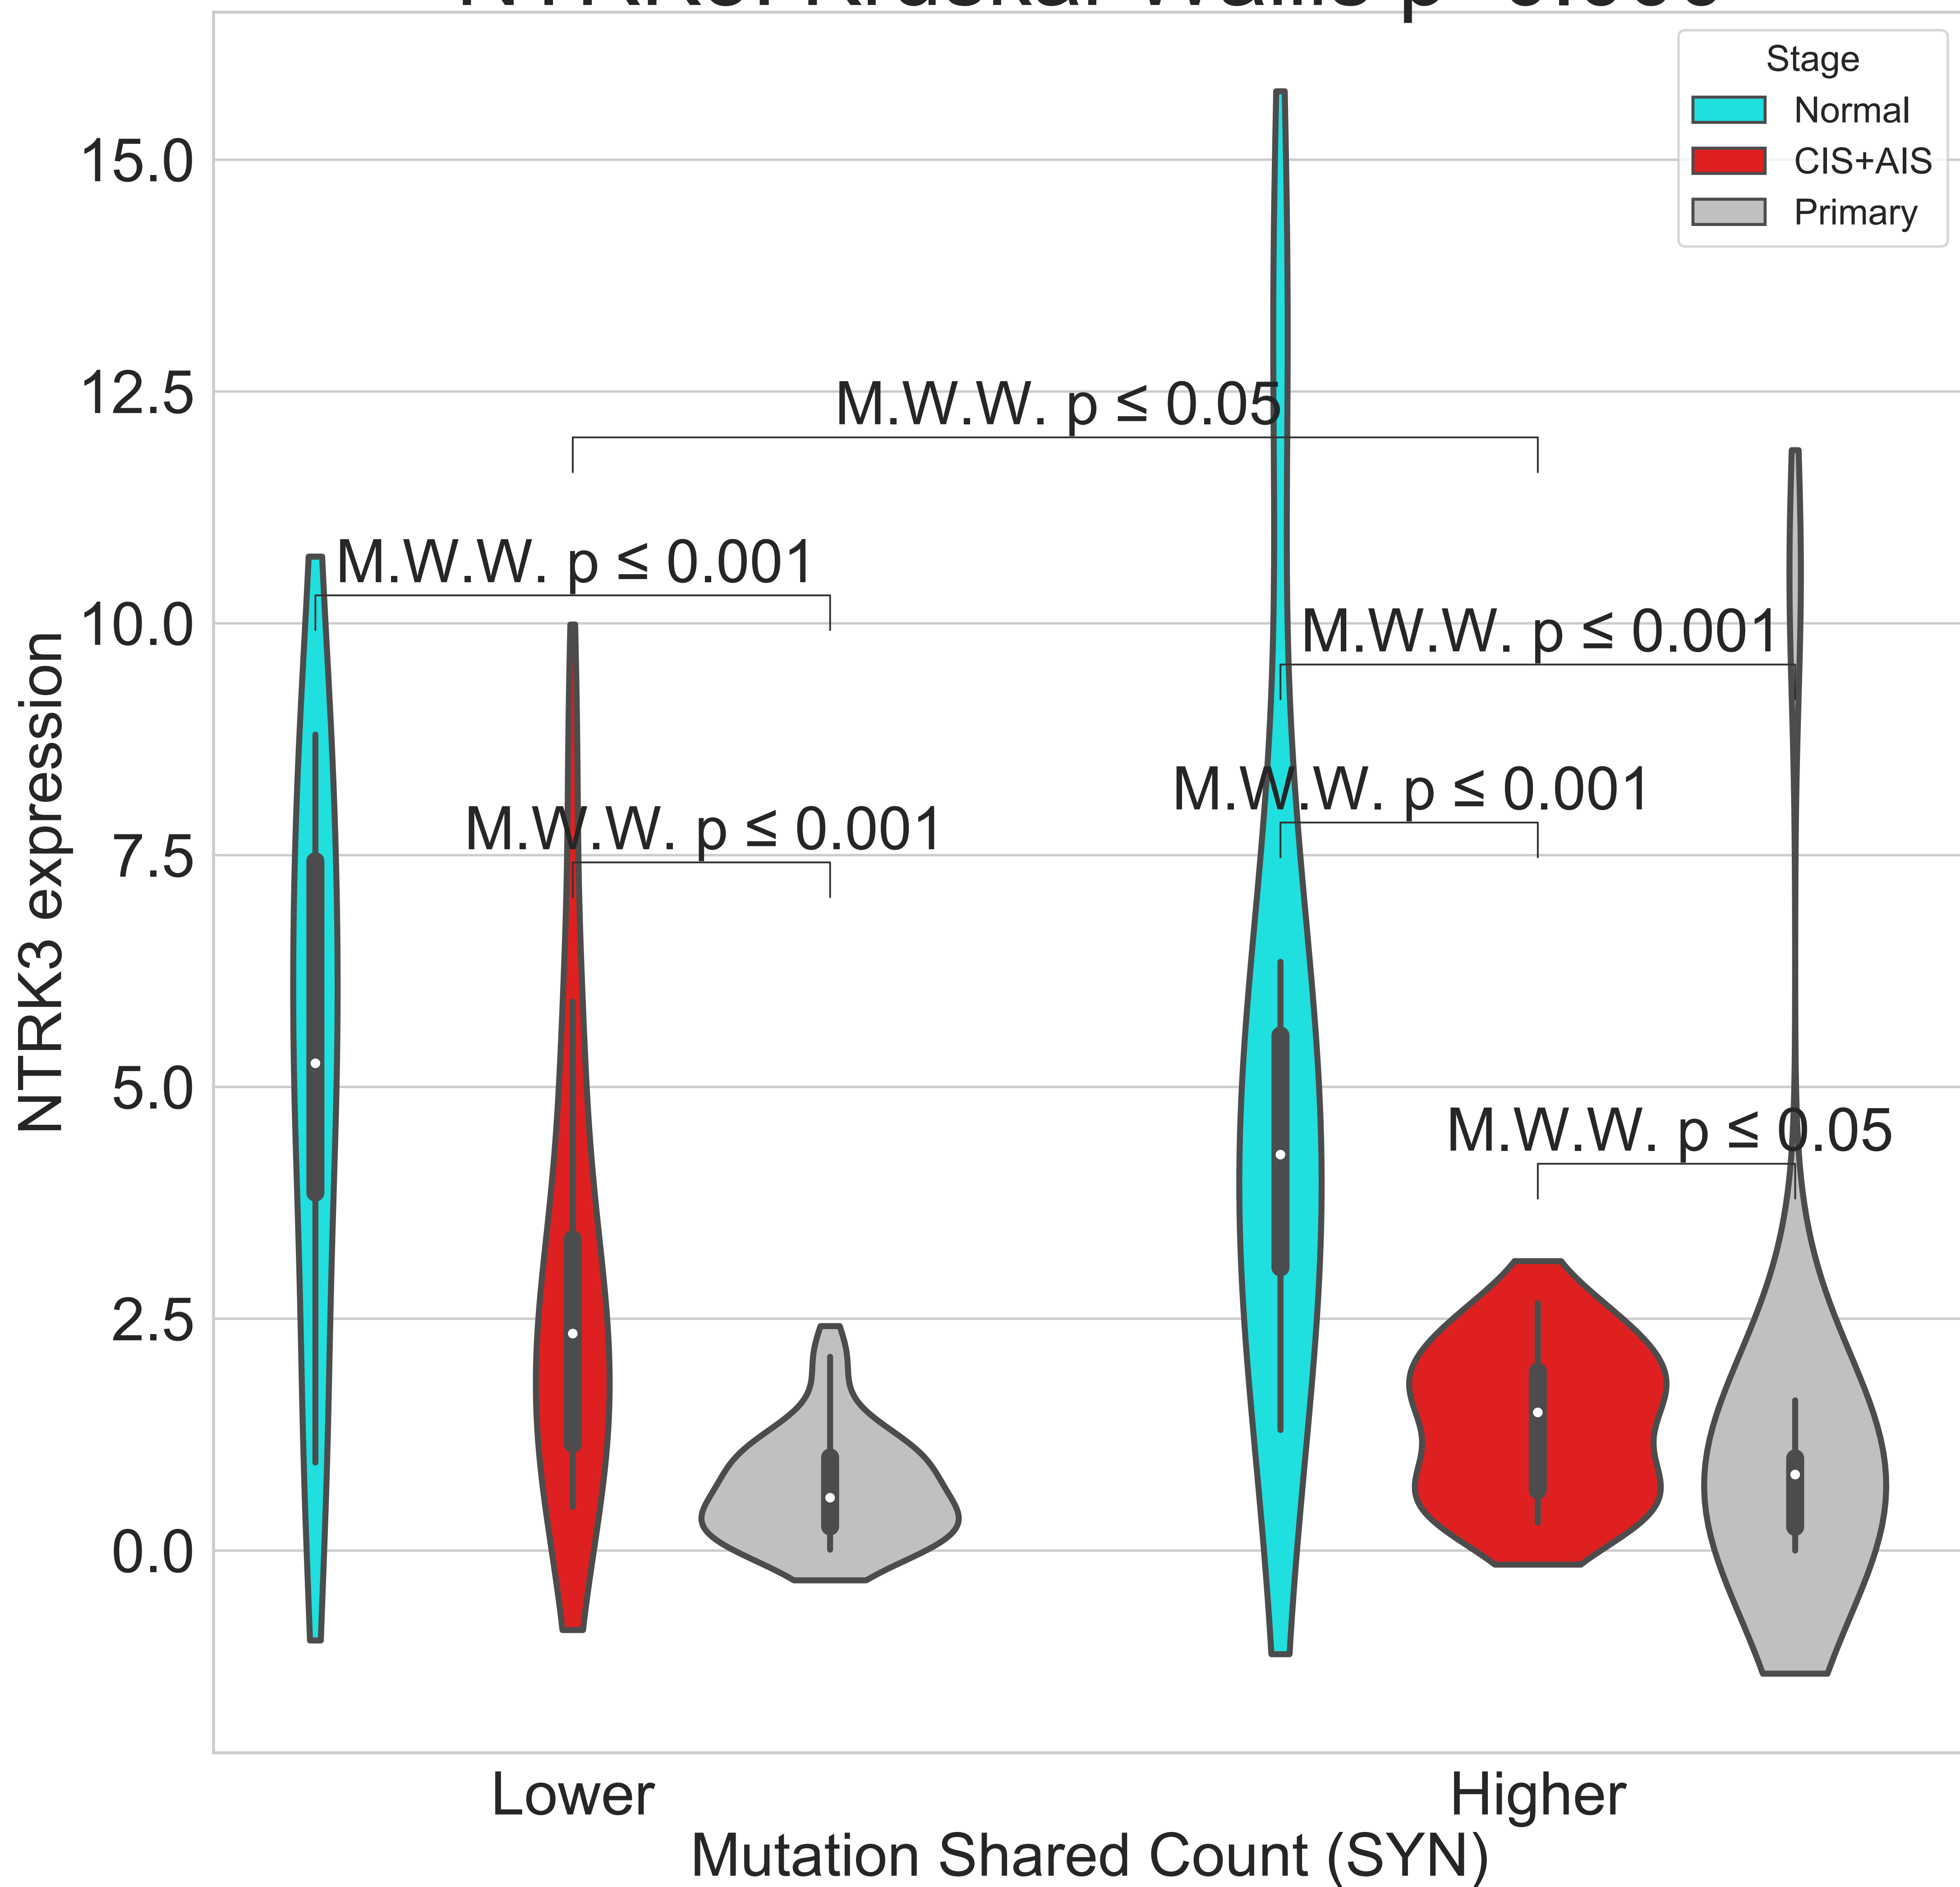 Stage
Normal
CIS+AIS
Primary
15.0
12.5
10.0
7.5
5.0
2.5
0.0
NTRK3 expression
M.W.W. p ≤ 0.05
M.W.W. p ≤ 0.001
M.W.W. p ≤ 0.001
M.W.W. p ≤ 0.001
M.W.W. p ≤ 0.001
M.W.W. p ≤ 0.05
Lower
Higher
Mutation Shared Count (SYN)